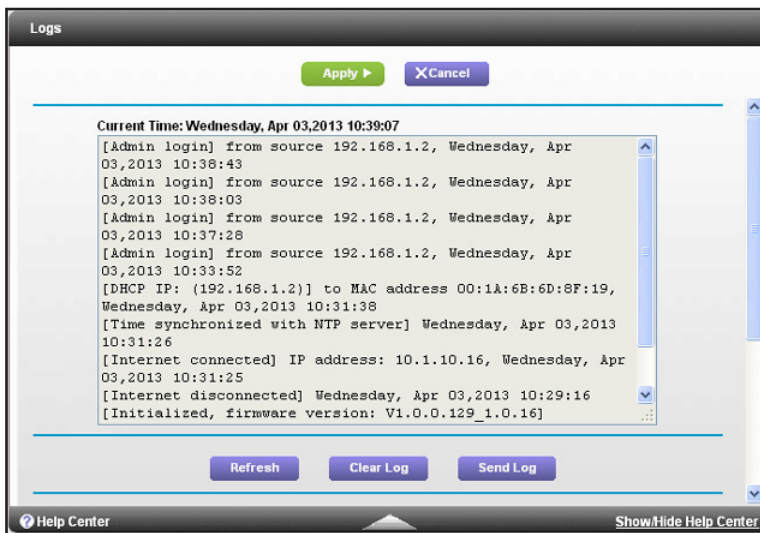 Logs
Apply
Cancel
Current Time: Wednesday, Apr 03,2013 10:39:07
[Admin login] from source 192.168.1.2, Wednesday, Apr
03,2013 10:38:43
[Admin login] from source 192.168.1.2, Wednesday, Apr
03,2013 10:38:03
[Admin login] from source 192.168.1.2, Wednesday, Apr
03,2013 10:37:28
[Admin login] from source 192.168.1.2, Wednesday, Apr
03,2013 10:33:52
[DHCP IP: (192.168.1.2)] to MAC address 00:1A:6B:6D:8F:19,
Wednesday, Apr 03,2013 10:31:38
[Time synchronized with NTP server] Wednesday, Apr 03,2013
10:31:26
[Internet connected] IP address: 10.1.10.16, Wednesday, Apr
03,2013 10:31:25
[Internet disconnected] Wednesday, Apr 03,2013 10:29:16
[Initialized, firmware version: V1.0.0.129_1.0.16]
Refresh
Clear Log
Send Log
Help Center
Show/Hide Help Center